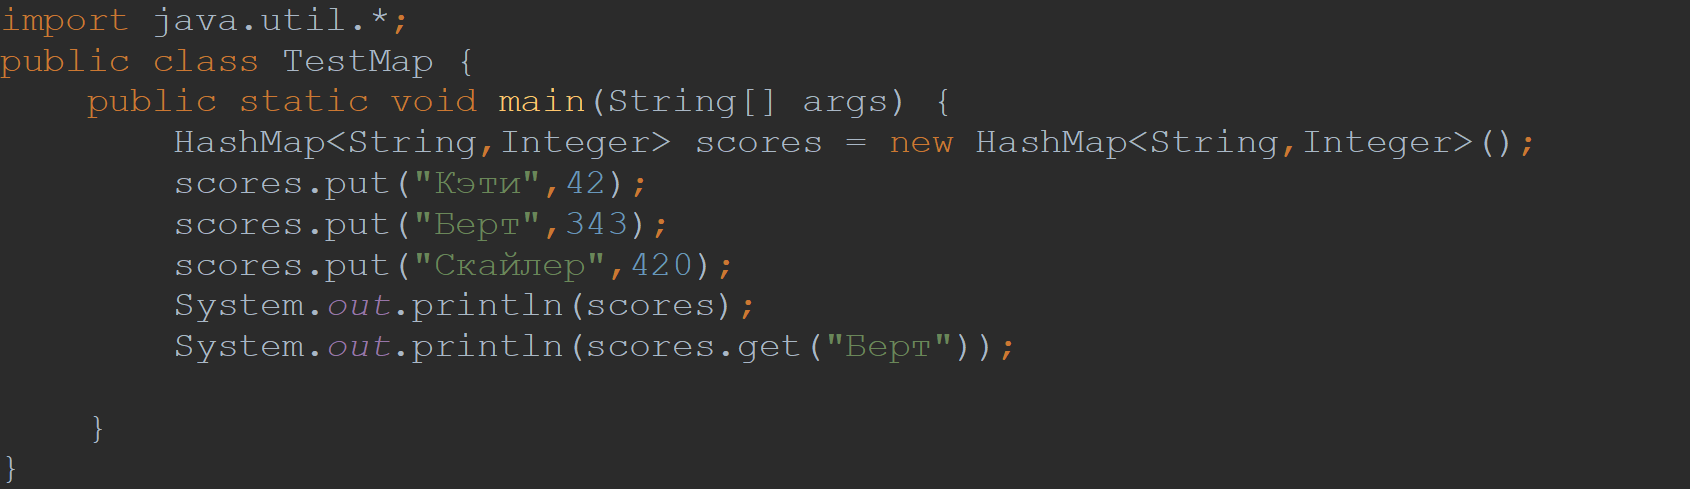 import java.util.*;
public class TestMap {
    public static void main(String[] args) {
        HashMap<String,Integer> scores = new HashMap<String,Integer>();
        scores.put("Кэти",42);
        scores.put("Берт",343);
        scores.put("Скайлер",420);
        System.out.println(scores);
        System.out.println(scores.get("Берт"));
    }
}